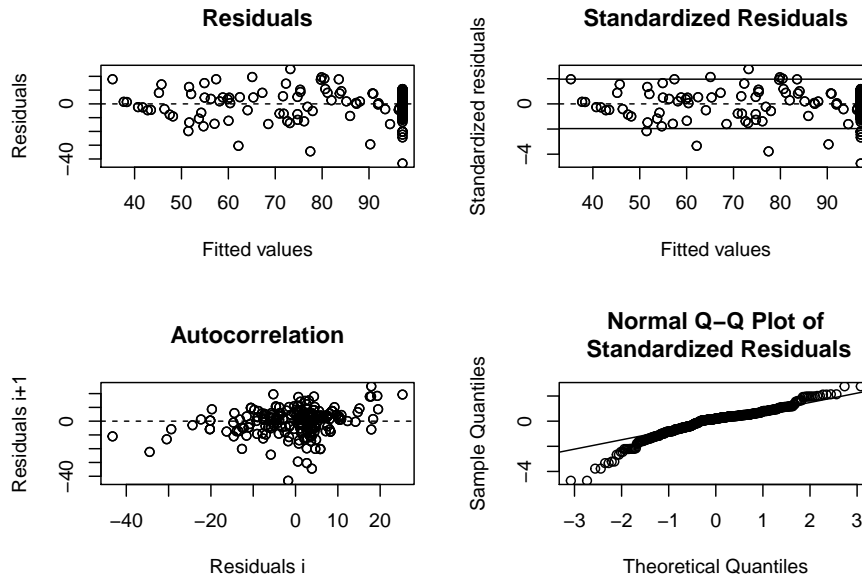 Residuals
Residuals
0
-40
40 50 60 70 80 90
Fitted values
Standardized Residuals
Standardized residuals
0
-4
40 50 60 70 80 90
Fitted values
Autocorrelation
Residuals i+1
0
-40
-40 -20 0 10 20
Residuals i
Normal Q-Q Plot of
Standardized Residuals
Sample Quantiles
0
-4
-3 -2 -1 0 1 2 3
Theoretical Quantiles